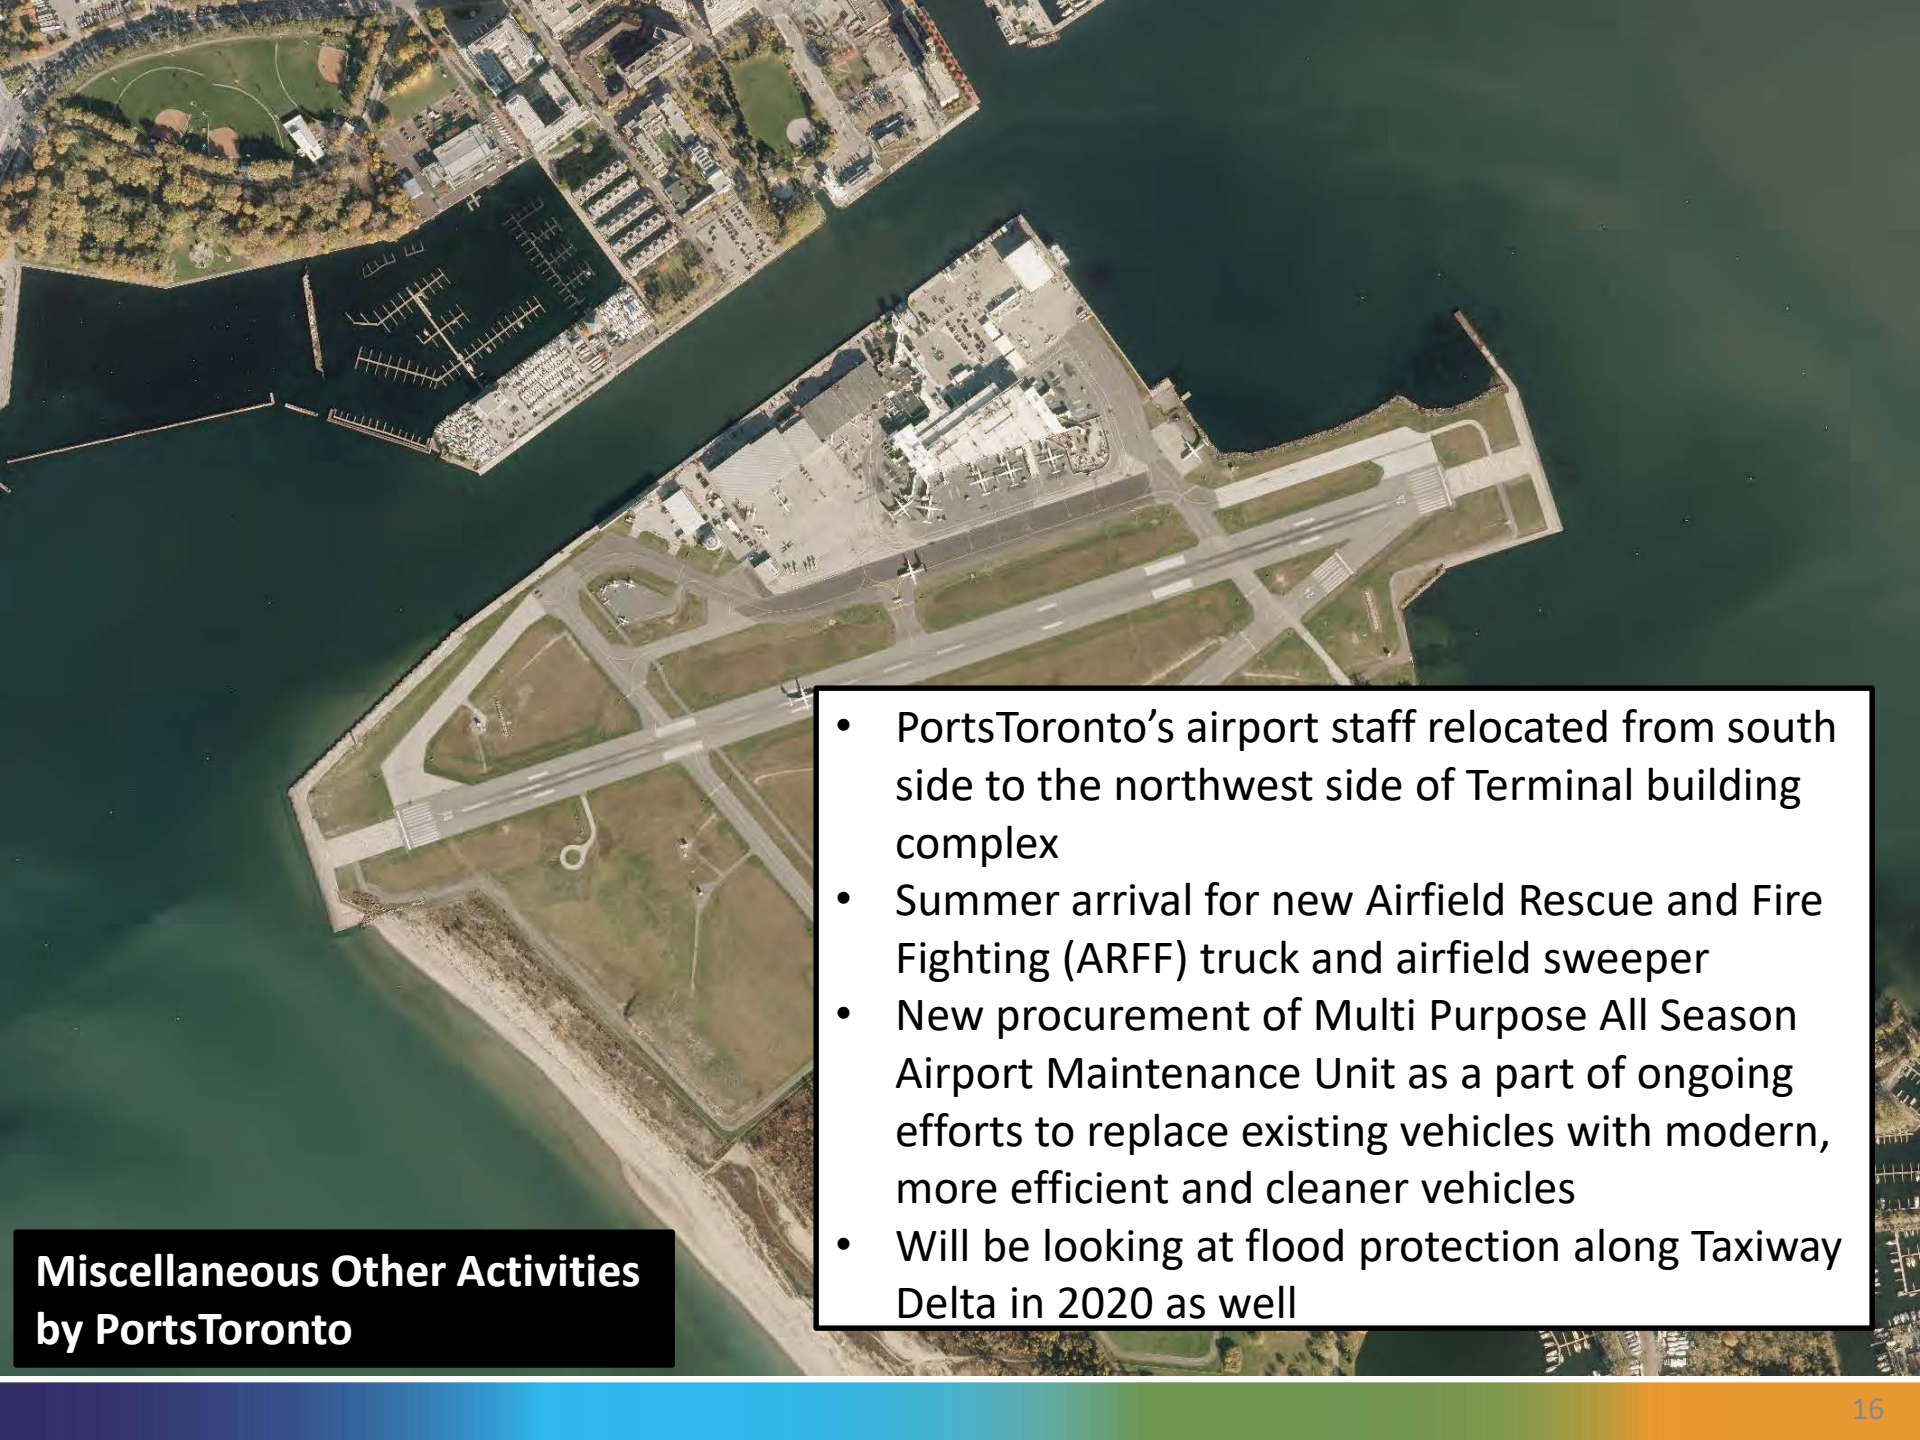 • PortsToronto’s airport staff relocated from south
side to the northwest side of Terminal building
complex
• Summer arrival for new Airfield Rescue and Fire
Fighting (ARFF) truck and airfield sweeper
• New procurement of Multi Purpose All Season
Airport Maintenance Unit as a part of ongoing
efforts to replace existing vehicles with modern,
more efficient and cleaner vehicles
• Will be looking at flood protection along Taxiway
Delta in 2020 as well
Miscellaneous Other Activities
by PortsToronto
16